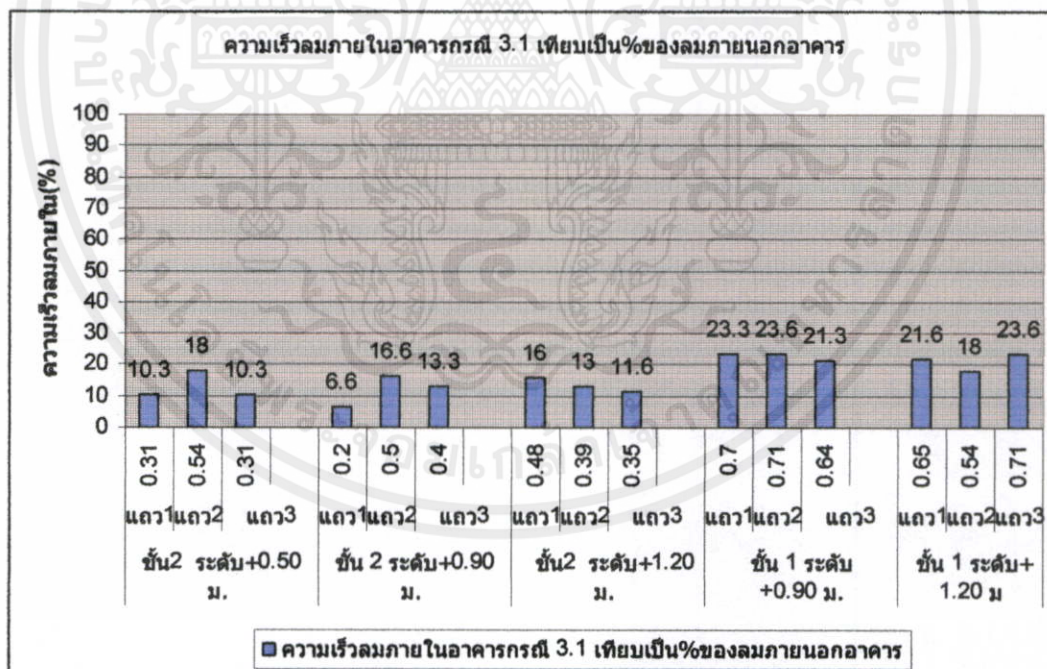 ความเร็วลมภายในอาคารกรณี 3.1 เทียบเป็น%ของลมภายนอกอาคาร
ความเร็วลมภายใน(%)
100
90
80
70
60
50
40
30
20
10
0
10.3 18 10.3 6.6 16.6 13.3 16 13 11.6 23.3 23.6 21.3 21.6 18 23.6
0.31 0.54 0.31 0.2 0.5 0.4 0.48 0.39 0.35 0.7 0.71 0.64 0.65 0.54 0.71
แถว1 แถว2 แถว3 แถว1 แถว2 แถว3 แถว1 แถว2 แถว3 แถว1 แถว2 แถว3 แถว1 แถว2 แถว3
ชั้น2 ระดับ+0.50 ม.
ชั้น 2 ระดับ+0.90 ม.
ชั้น2 ระดับ+1.20 ม.
ชั้น 1 ระดับ +0.90 ม.
ชั้น 1 ระดับ+ 1.20 ม
ความเร็วลมภายในอาคารกรณี 3.1 เทียบเป็น%ของลมภายนอกอาคาร